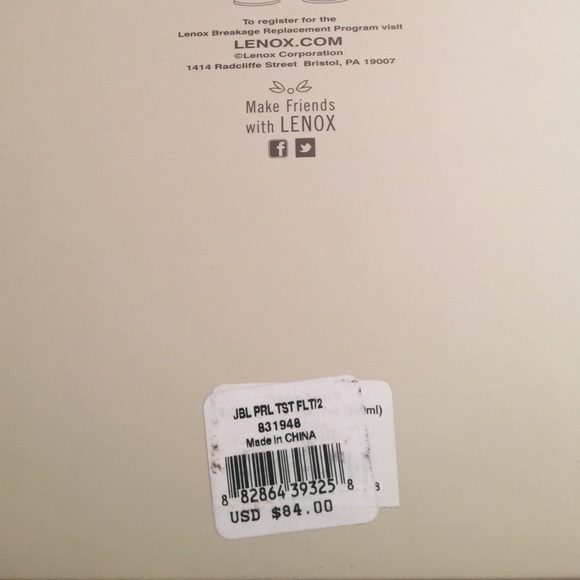 To register for the
Lenox Breakage Replacement Program visit
LENOX.COM
©Lenox Corporation
1414 Radcliffe Street Bristol, PA 19007
Make Friends
with LENOX
f
JBL PRL TST FLT/2
831948
Made in CHINA
ml)
8 82864 39325 8
8
USD $84.00